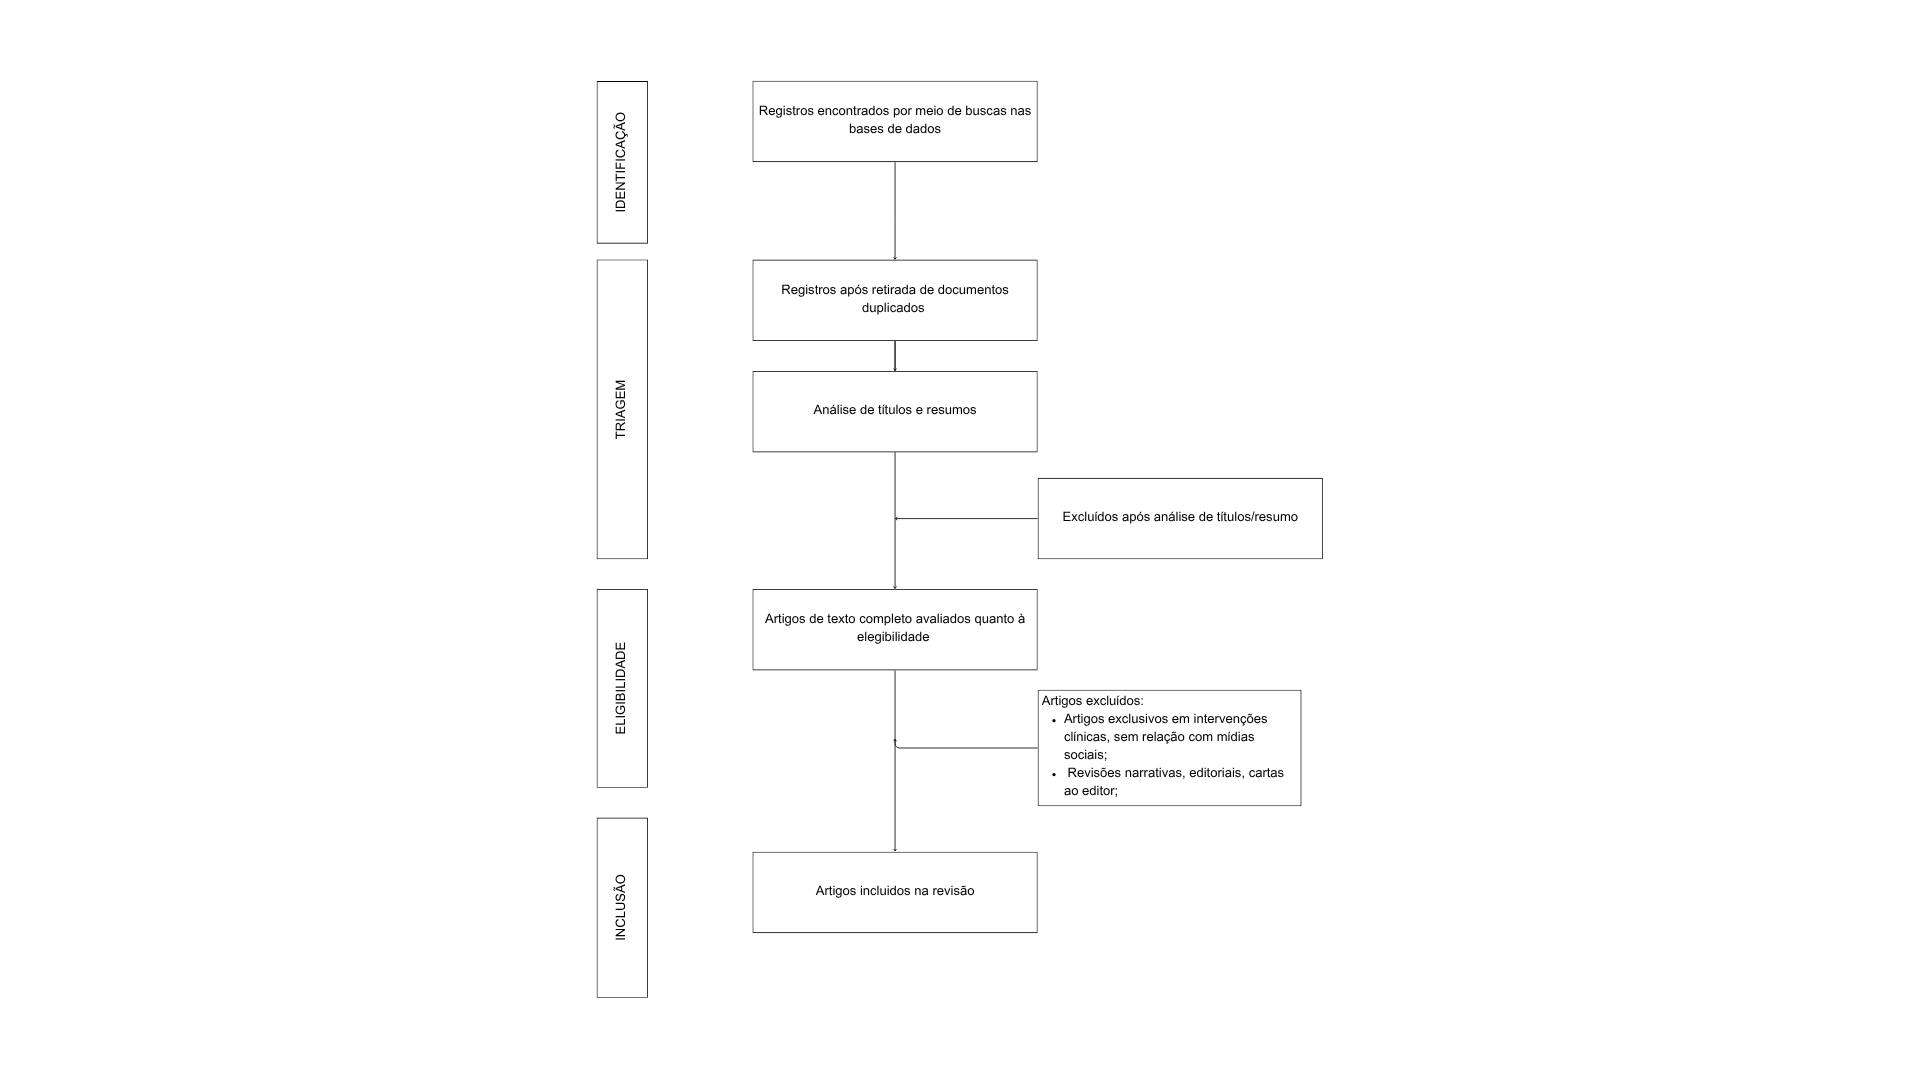 IDENTIFICAÇÃO
Registros encontrados por meio de buscas nas
bases de dados
TRIAGEM
Registros após retirada de documentos
duplicados
Análise de títulos e resumos
Excluídos após análise de títulos/resumo
ELIGIBILIDADE
Artigos de texto completo avaliados quanto à
elegibilidade
Artigos excluídos:
• Artigos exclusivos em intervenções
clínicas, sem relação com mídias
sociais;
• Revisões narrativas, editoriais, cartas
ao editor;
INCLUSÃO
Artigos incluidos na revisão